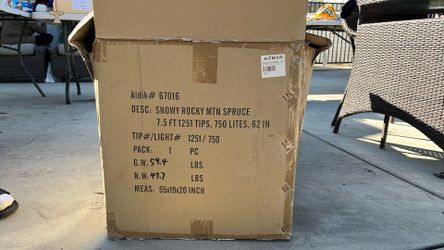 67016
Aldik# 67016
DESC: SNOWY ROCKY MTN SPRUCE
7.5 FT 1251 TIPS, 750 LITES, 62 IN
TIP#/LIGHT# 1251/ 750
PACK: 1 PC
G.W: 59.4 LBS
N.W: 47.7 LBS
MEAS: 55x19x20 INCH